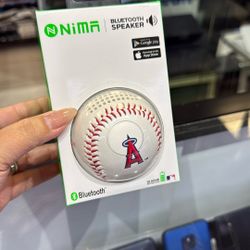 NiMA
BLUETOOTH
SPEAKER
Google play
App Store
A
Bluetooth